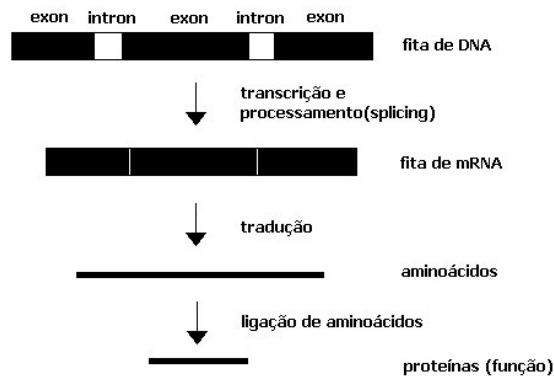 exon intron exon intron exon
fita de DNA
transcrição e
processamento(splicing)
fita de mRNA
tradução
aminoácidos
ligação de aminoácidos
proteínas (função)